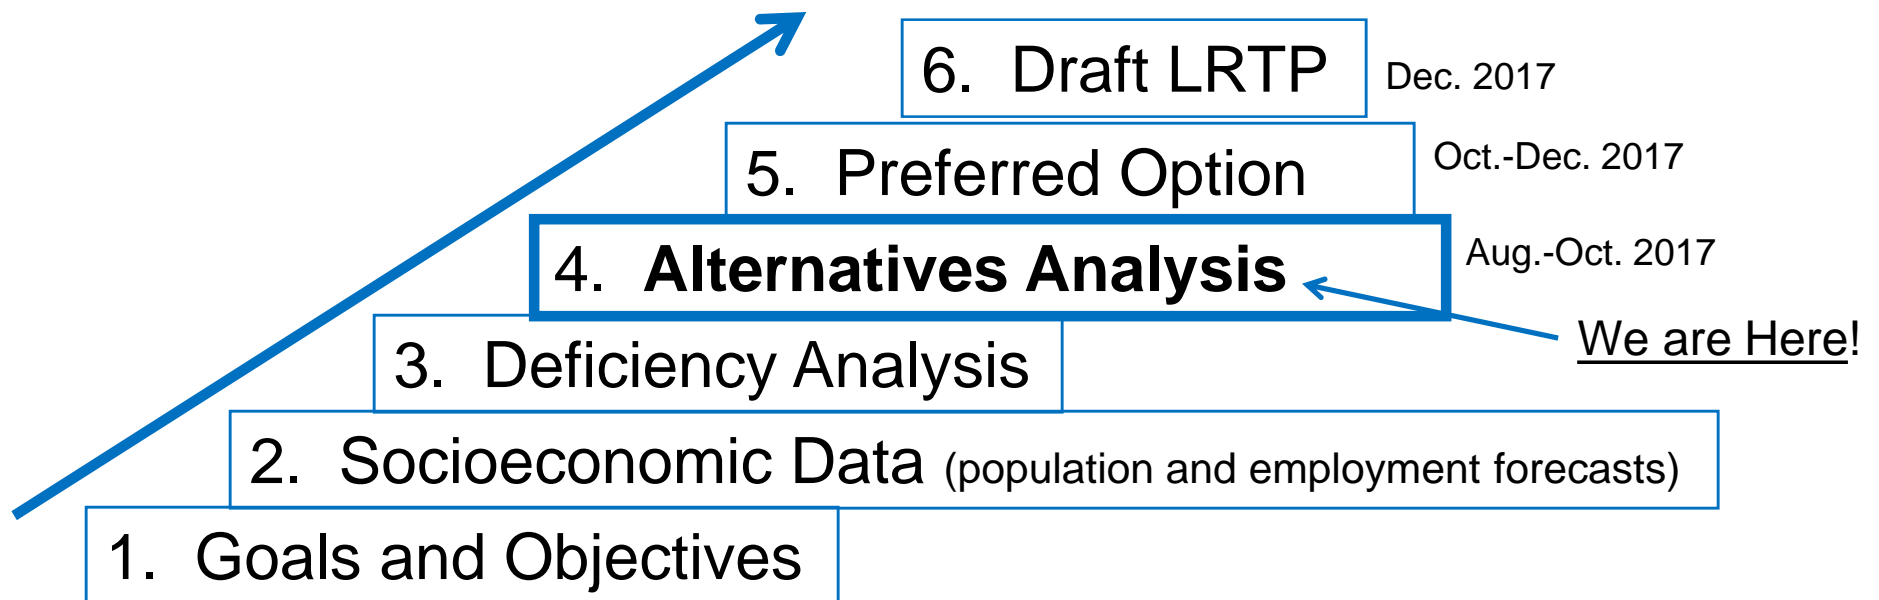 6. Draft LRTP Dec. 2017
5. Preferred Option Oct.-Dec. 2017
4. Alternatives Analysis Aug.-Oct. 2017
We are Here!
3. Deficiency Analysis
2. Socioeconomic Data (population and employment forecasts)
1. Goals and Objectives